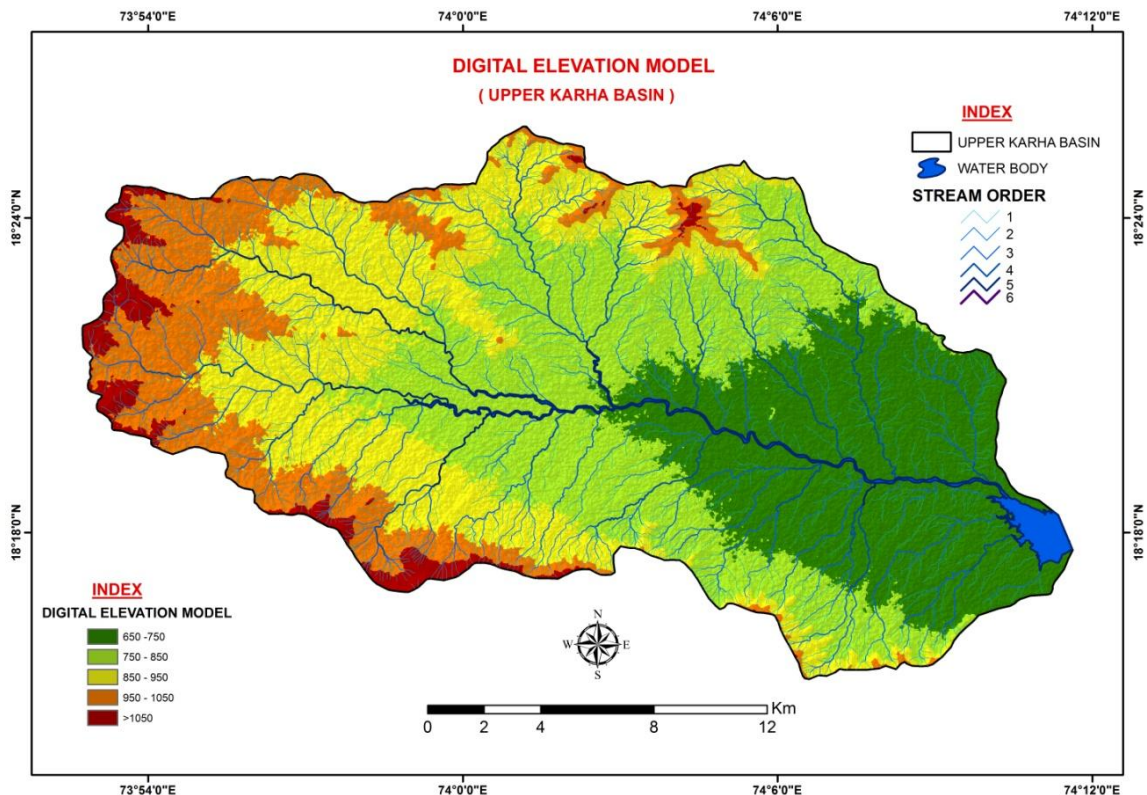 73°54'0"E 74°0'0"E 74°6'0"E 74°12'0"E
DIGITAL ELEVATION MODEL
( UPPER KARHA BASIN )
INDEX
UPPER KARHA BASIN
WATER BODY
STREAM ORDER
1
2
3
4
5
6
18°24'0"N
18°24'0"N
18°18'0"N
18°18'0"N
INDEX
DIGITAL ELEVATION MODEL
650 -750
750 - 850
850 - 950
950 - 1050
>1050
N
W E
S
Km
0 2 4 8 12
73°54'0"E 74°0'0"E 74°6'0"E 74°12'0"E